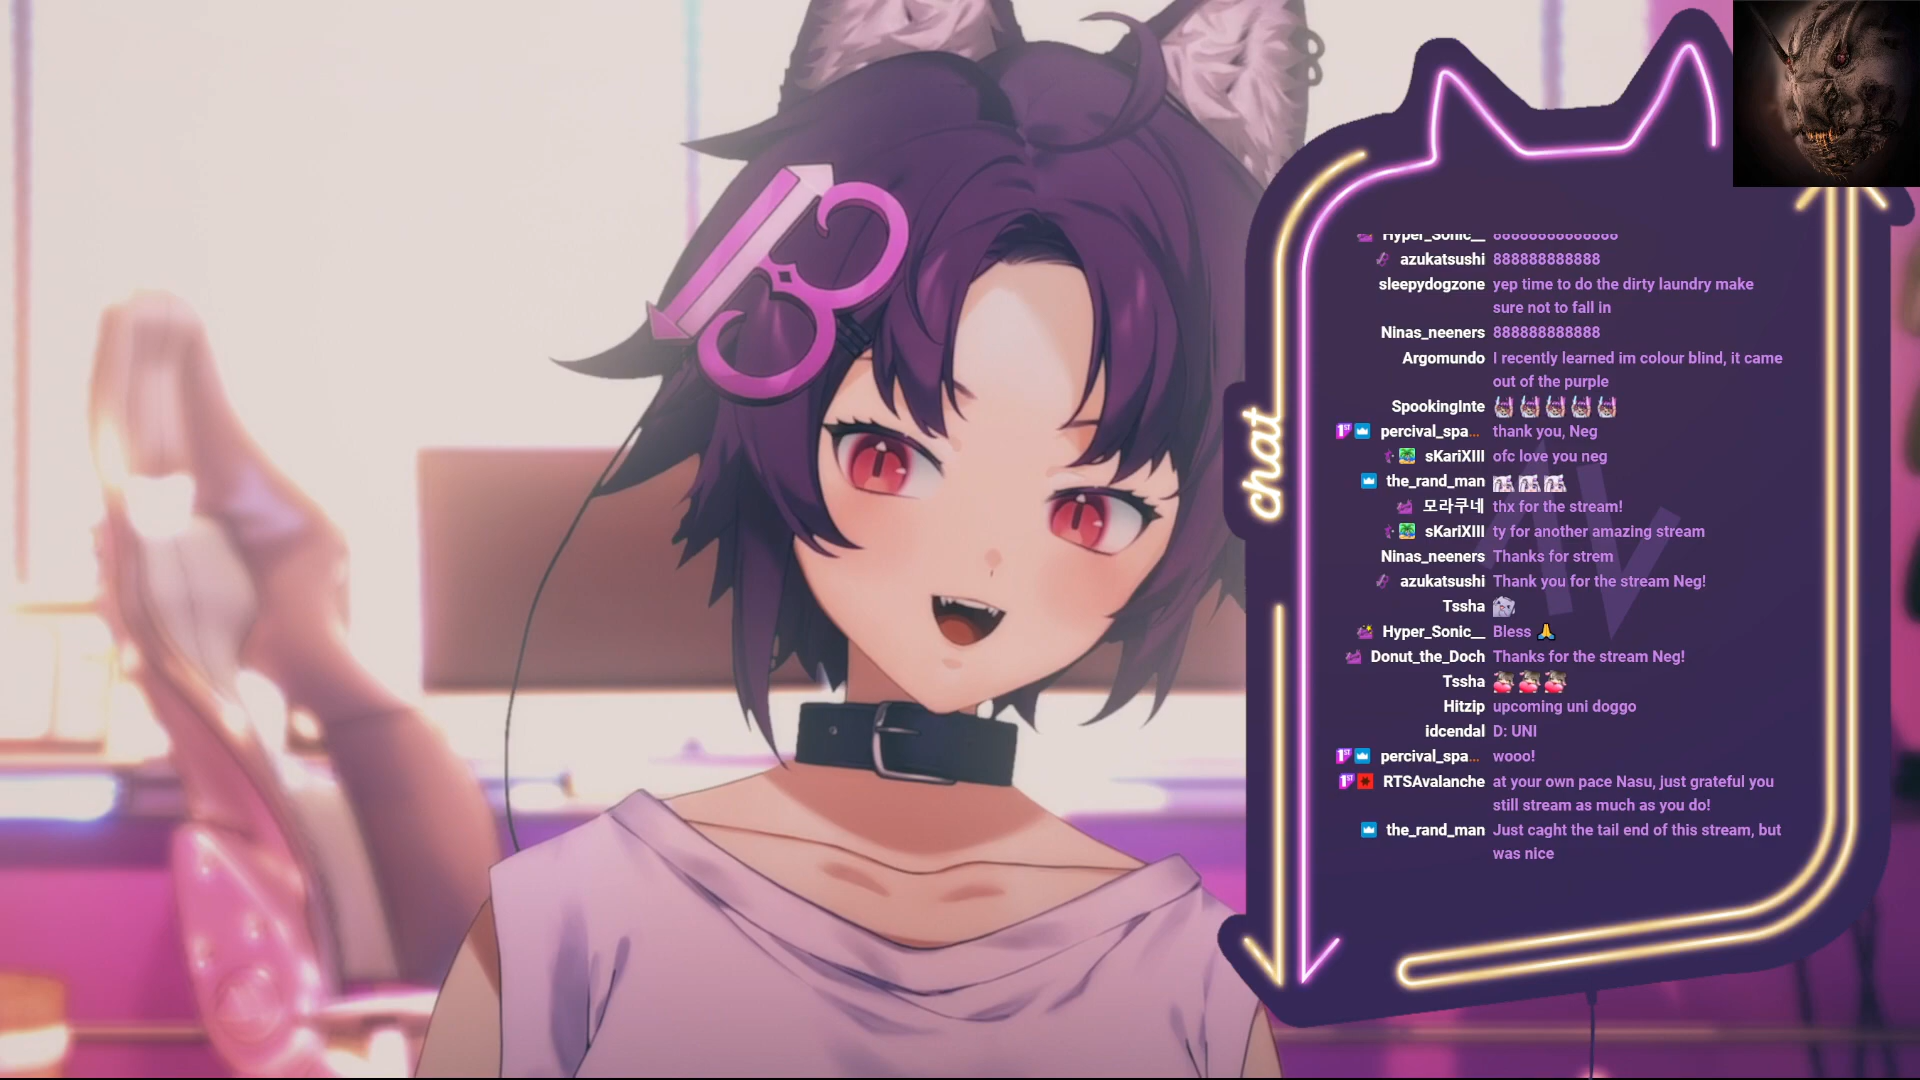 13
chat
Hyper_Sonic__ 88888888888888
azukatsushi 888888888888
sleepydogzone yep time to do the dirty laundry make
sure not to fall in
Ninas_neeners 888888888888
Argomundo I recently learned im colour blind, it came
out of the purple
SpookingInte
percival_spa... thank you, Neg
sKariXIII ofc love you neg
the_rand_man
모라쿠네 thx for the stream!
sKariXIII ty for another amazing stream
Ninas_neeners Thanks for strem
azukatsushi Thank you for the stream Neg!
Tssha
Hyper_Sonic__ Bless 🙏
Donut_the_Doch Thanks for the stream Neg!
Tssha
Hitzip upcoming uni doggo
idcendal D: UNI
percival_spa... wooo!
RTSAvalanche at your own pace Nasu, just grateful you
still stream as much as you do!
the_rand_man Just caght the tail end of this stream, but
was nice